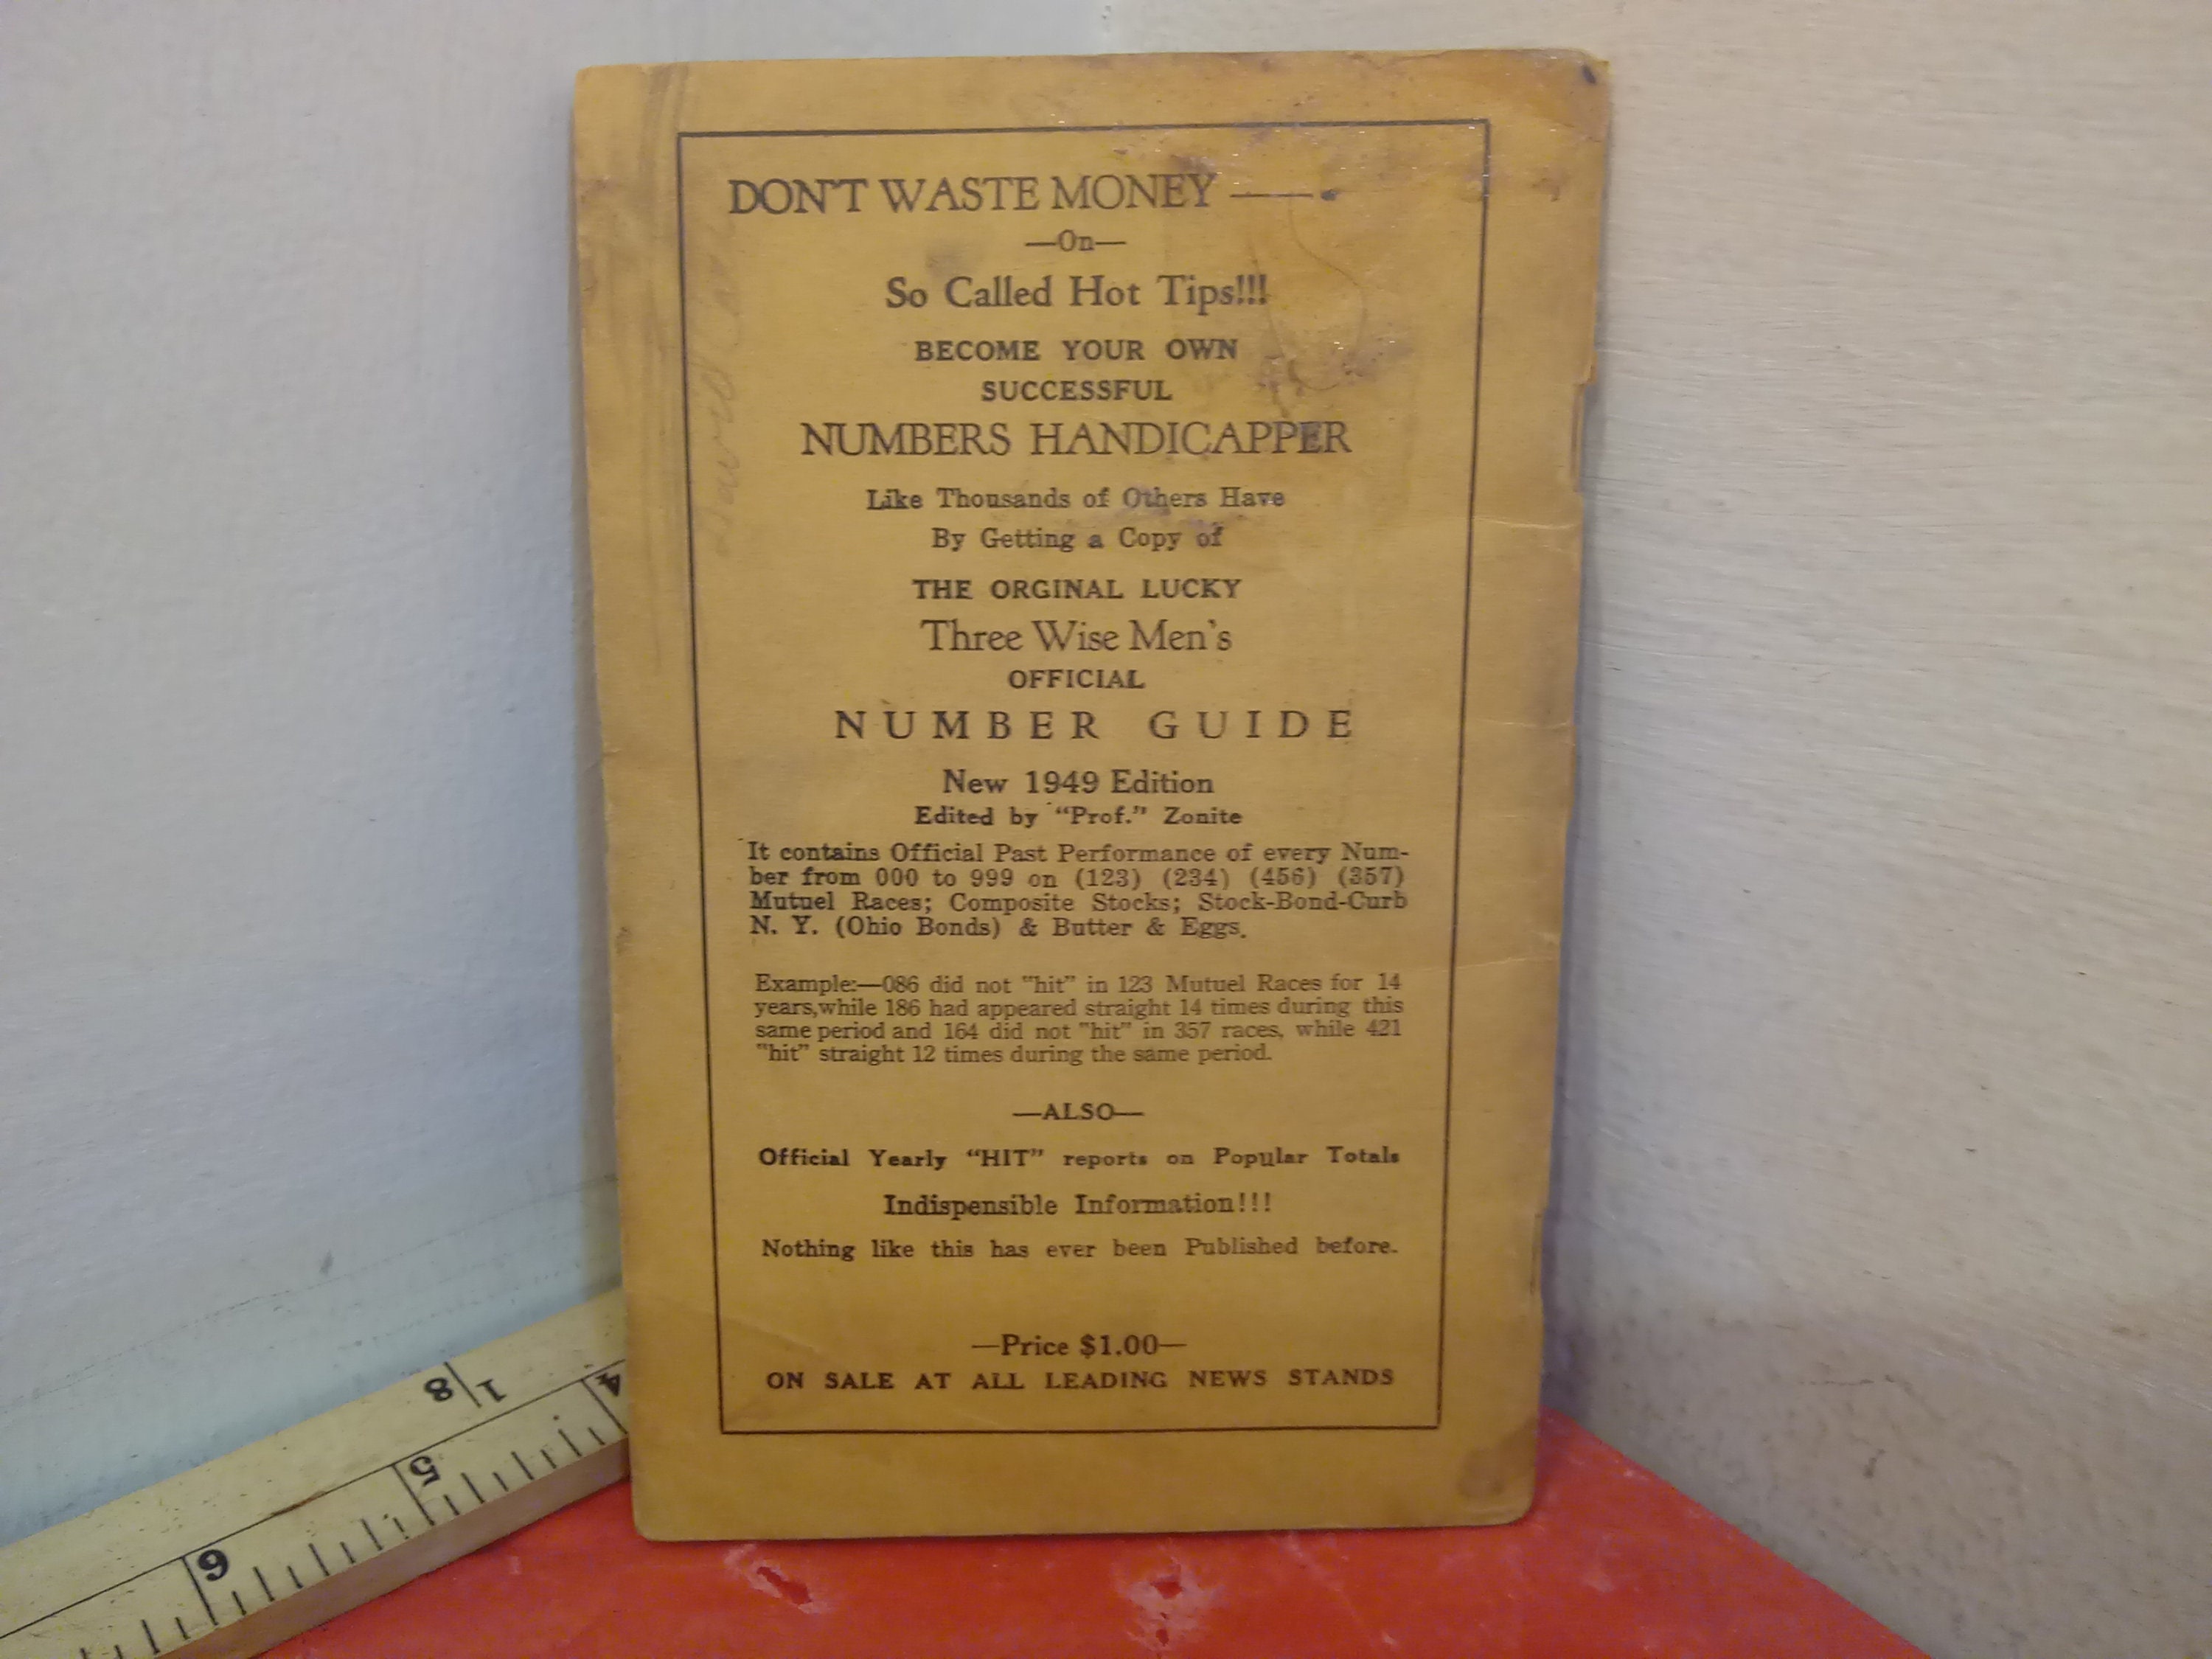 DON'T WASTE MONEY ——
—On—
So Called Hot Tips!!!
BECOME YOUR OWN
SUCCESSFUL
NUMBERS HANDICAPPER
Like Thousands of Others Have
By Getting a Copy of
THE ORGINAL LUCKY
Three Wise Men's
OFFICIAL
NUMBER GUIDE
New 1949 Edition
Edited by "Prof." Zonite
It contains Official Past Performance of every Num-
ber from 000 to 999 on (123) (234) (456) (357)
Mutuel Races; Composite Stocks; Stock-Bond-Curb
N. Y. (Ohio Bonds) & Butter & Eggs.
Example:—086 did not "hit" in 123 Mutuel Races for 14
years,while 186 had appeared straight 14 times during this
same period and 164 did not "hit" in 357 races, while 421
"hit" straight 12 times during the same period.
—ALSO—
Official Yearly "HIT" reports on Popular Totals
Indispensible Information!!!
Nothing like this has ever been Published before.
—Price $1.00—
ON SALE AT ALL LEADING NEWS STANDS
8 1
4
5
6